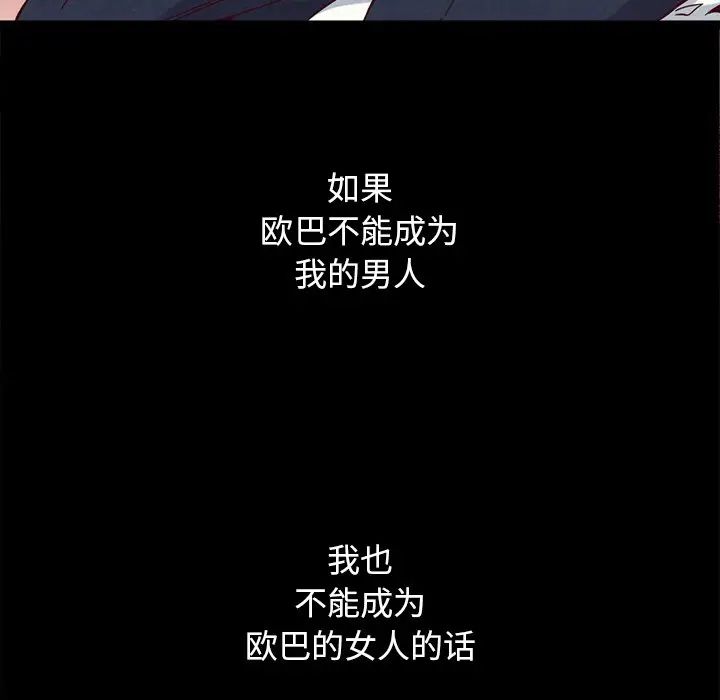 如果
欧巴不能成为
我的男人
我也
不能成为
欧巴的女人的话